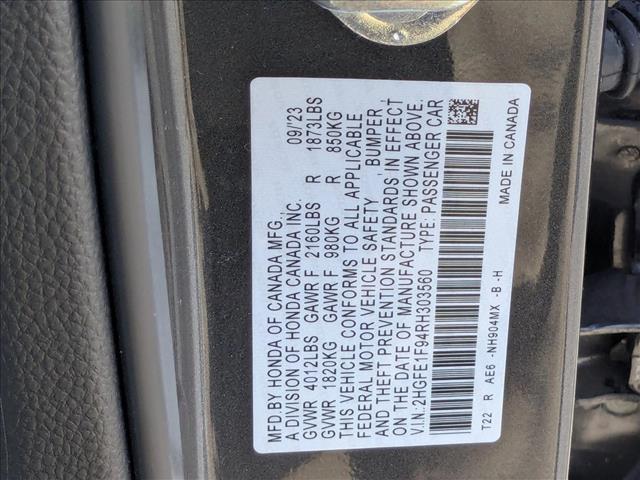 MFD BY HONDA OF CANADA MFG. 09/23
A DIVISION OF HONDA CANADA INC.
GVWR 4012LBS GAWR F 2160LBS R 1873LBS
GVWR 1820KG GAWR F 980KG R 850KG
THIS VEHICLE CONFORMS TO ALL APPLICABLE
FEDERAL MOTOR VEHICLE SAFETY BUMPER,
AND THEFT PREVENTION STANDARDS IN EFFECT
ON THE DATE OF MANUFACTURE SHOWN ABOVE.
V.I.N.:2HGFE1F94RH303560 TYPE: PASSENGER CAR
T22 R AE6 -NH904MX -B -H MADE IN CANADA